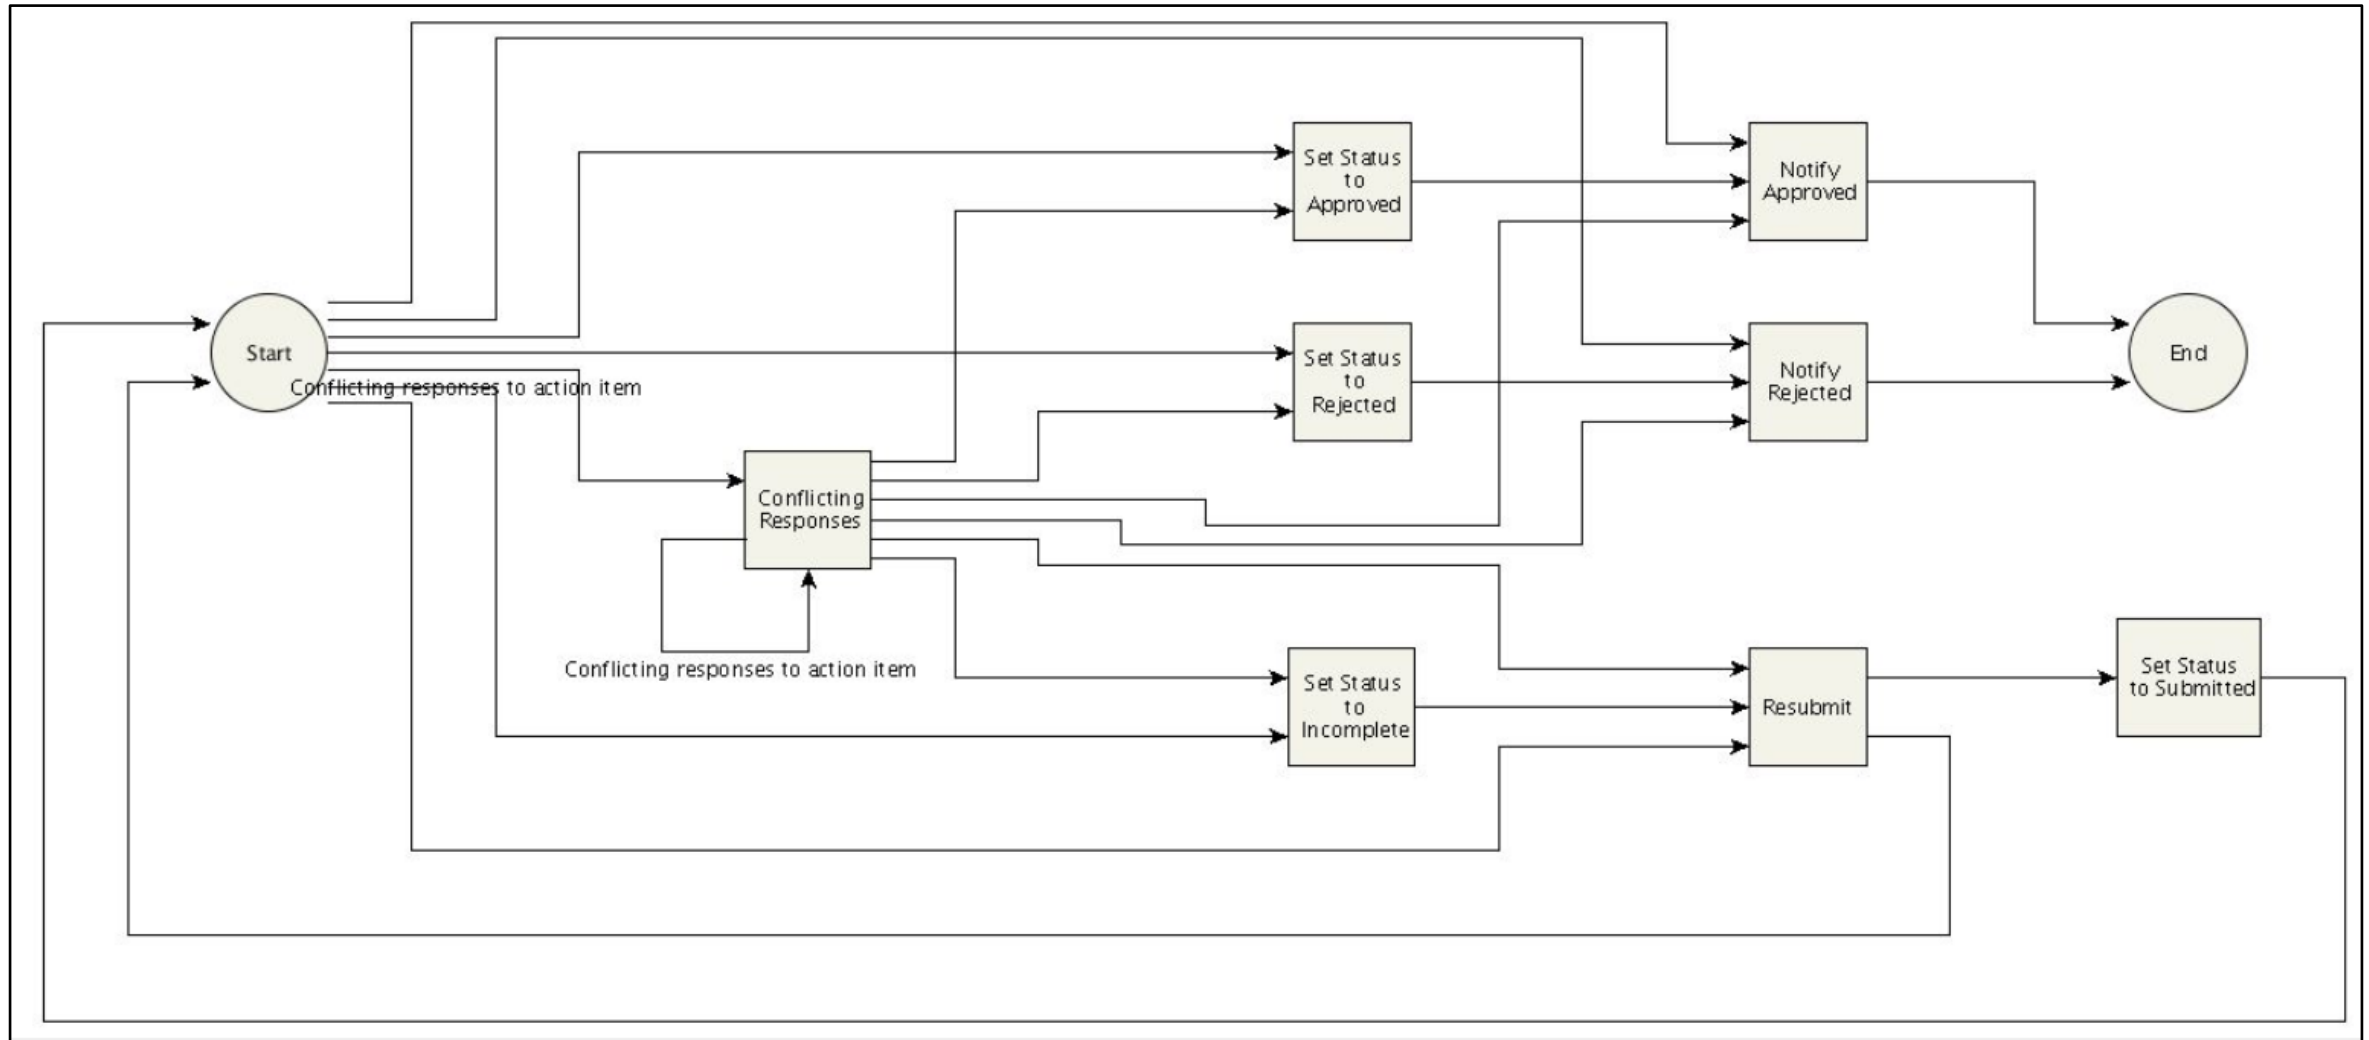 Set Status
to
Approved
Notify
Approved
Start
Conflicting responses to action item
Set Status
to
Rejected
Notify
Rejected
End
Conflicting
Responses
Conflicting responses to action item
Set Status
to
Incomplete
Resubmit
Set Status
to Submitted